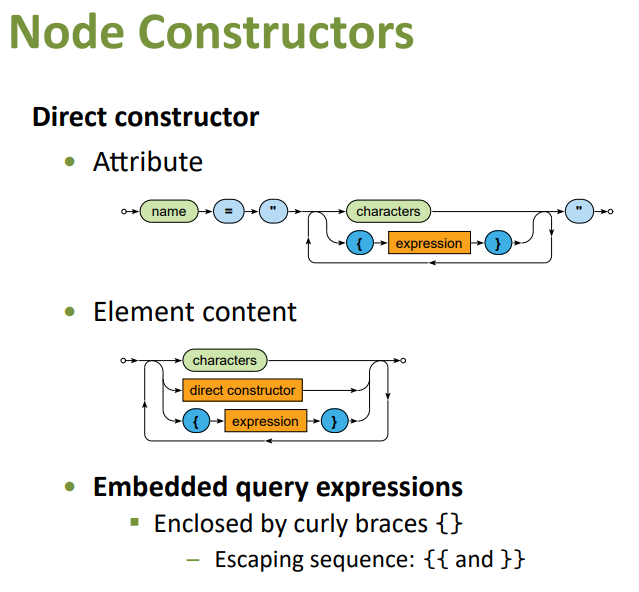 Node Constructors
Direct constructor
• Attribute
name = " characters "
{ expression }
• Element content
characters
direct constructor
{ expression }
• Embedded query expressions
▪ Enclosed by curly braces {}
– Escaping sequence: {{ and }}